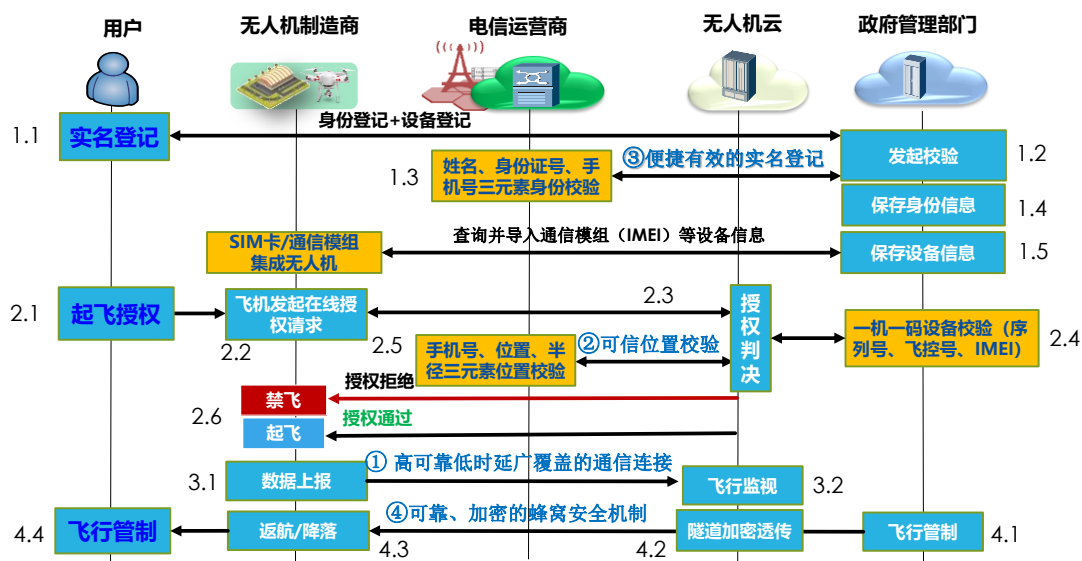 用户
无人机制造商
电信运营商
无人机云
政府管理部门
1.1
实名登记
身份登记+设备登记
发起校验
1.2
1.3
姓名、身份证号、手
机号三元素身份校验
③便捷有效的实名登记
保存身份信息
1.4
SIM卡/通信模组
集成无人机
查询并导入通信模组（IMEI）等设备信息
保存设备信息
1.5
2.1
起飞授权
飞机发起在线授
权请求
2.2
2.3
授权判决
一机一码设备校验（序
列号、飞控号、IMEI）
2.4
2.5
手机号、位置、半
径三元素位置校验
②可信位置校验
2.6
禁飞
授权拒绝
起飞
授权通过
3.1
数据上报
① 高可靠低时延广覆盖的通信连接
飞行监视
3.2
4.4
飞行管制
返航/降落
4.3
④可靠、加密的蜂窝安全机制
4.2
隧道加密透传
飞行管制
4.1